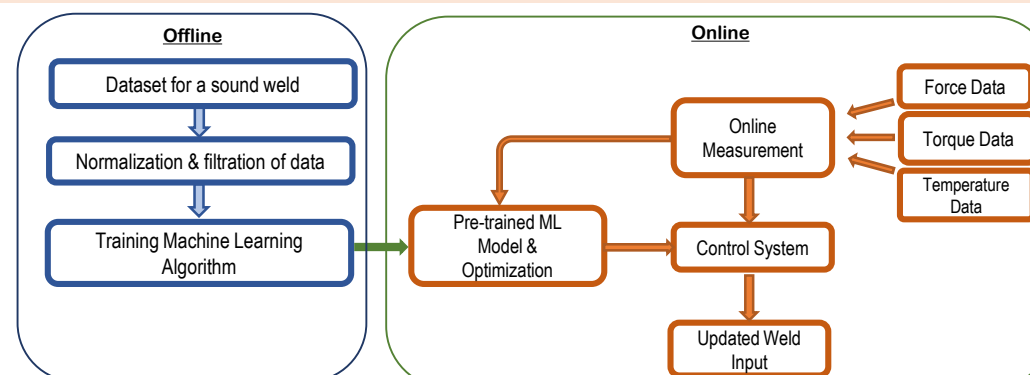 Offline
Dataset for a sound weld
Normalization & filtration of data
Training Machine Learning
Algorithm
Online
Force Data
Torque Data
Temperature
Data
Online
Measurement
Pre-trained ML
Model &
Optimization
Control System
Updated Weld
Input